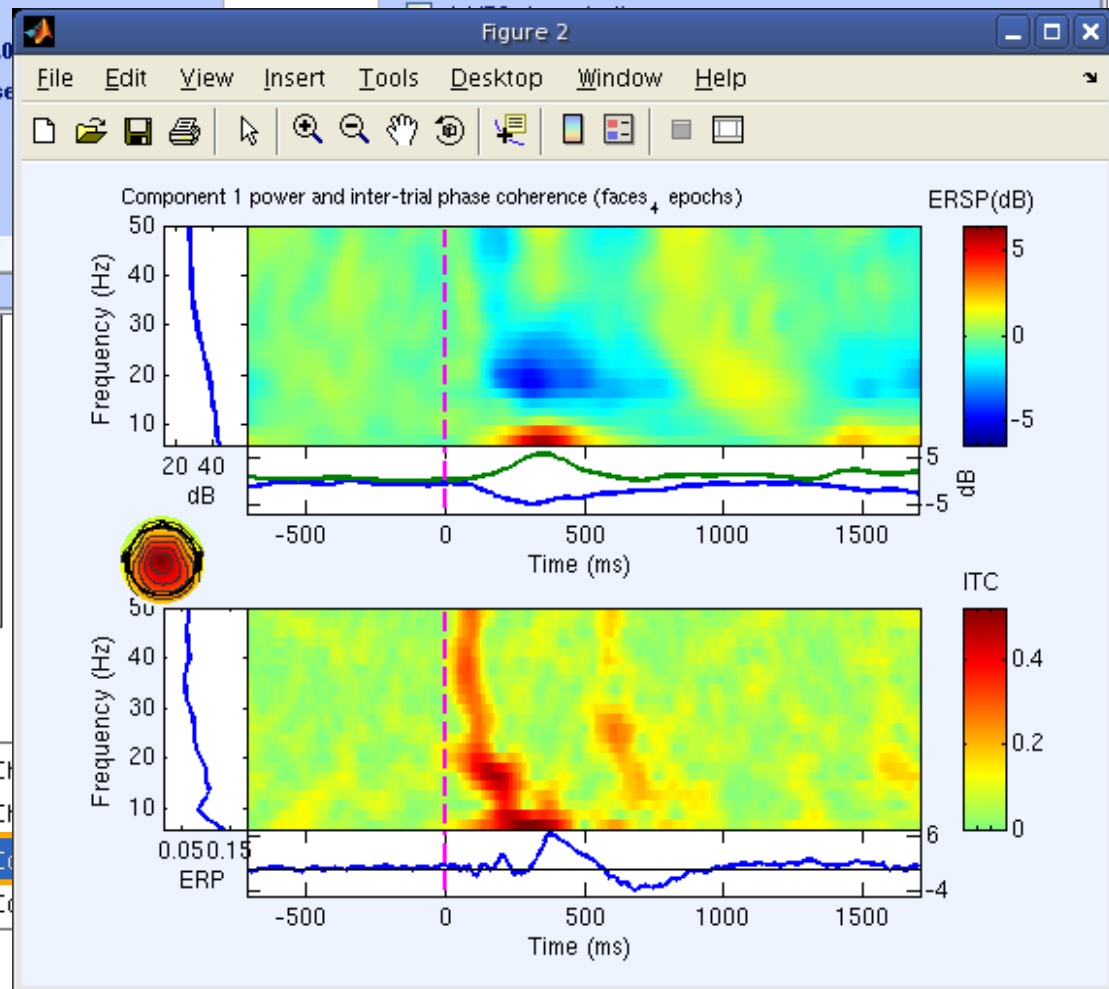 Figure 2
File Edit View Insert Tools Desktop Window Help
Component 1 power and inter-trial phase coherence (faces₄ epochs)
ERSP(dB)
50
40
30
20
10
Frequency (Hz)
5
0
-5
20 40
dB
5
-5
dB
-500 0 500 1000 1500
Time (ms)
ITC
50
40
30
20
10
Frequency (Hz)
0.4
0.2
0
0.05 0.15
ERP
6
-4
-500 0 500 1000 1500
Time (ms)